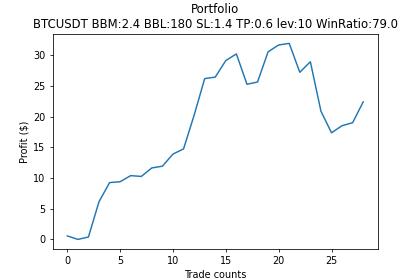 Portfolio
BTCUSDT BBM:2.4 BBL:180 SL:1.4 TP:0.6 lev:10 WinRatio:79.0
30
25
20
15
10
5
0
Profit ($)
0 5 10 15 20 25
Trade counts